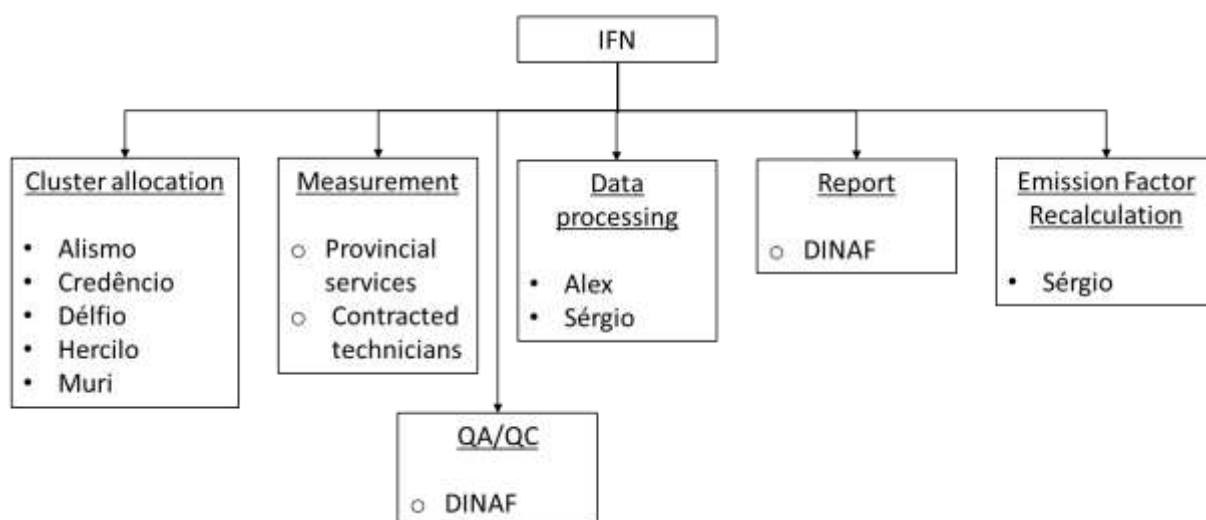 IFN
Cluster allocation
• Alismo
• Credêncio
• Délfio
• Hercilo
• Muri
Measurement
○ Provincial
services
○ Contracted
technicians
QA/QC
○ DINAF
Data
processing
• Alex
• Sérgio
Report
○ DINAF
Emission Factor
Recalculation
• Sérgio